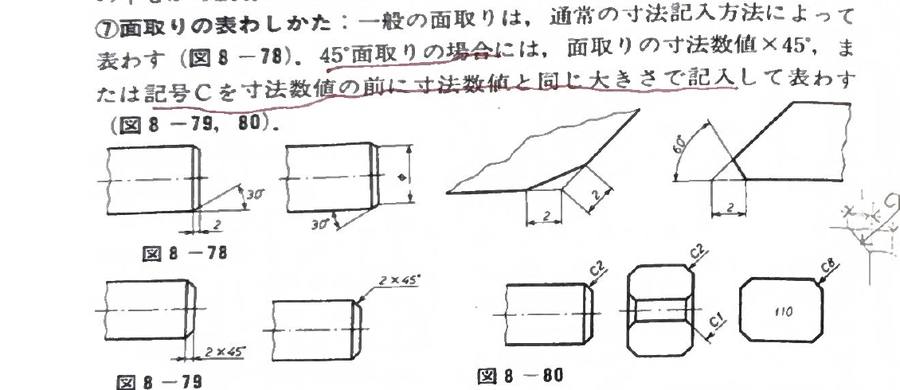 ⑦面取りの表わしかた：一般の面取りは，通常の寸法記入方法によって
表わす（図8－78）．45°面取りの場合には，面取りの寸法数値×45°，ま
たは記号Cを寸法数値の前に寸法数値と同じ大きさで記入して表わす
（図8－79，80）．
30°
2
30°
φ
2
2
60°
2
図8－78
x
C
2×45°
2×45°
C2
C2
C1
C8
110
図8－79
図8－80